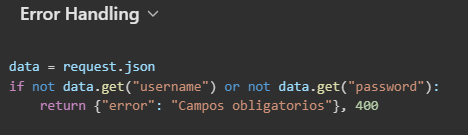 Error Handling
data = request.json
if not data.get("username") or not data.get("password"):
    return {"error": "Campos obligatorios"}, 400